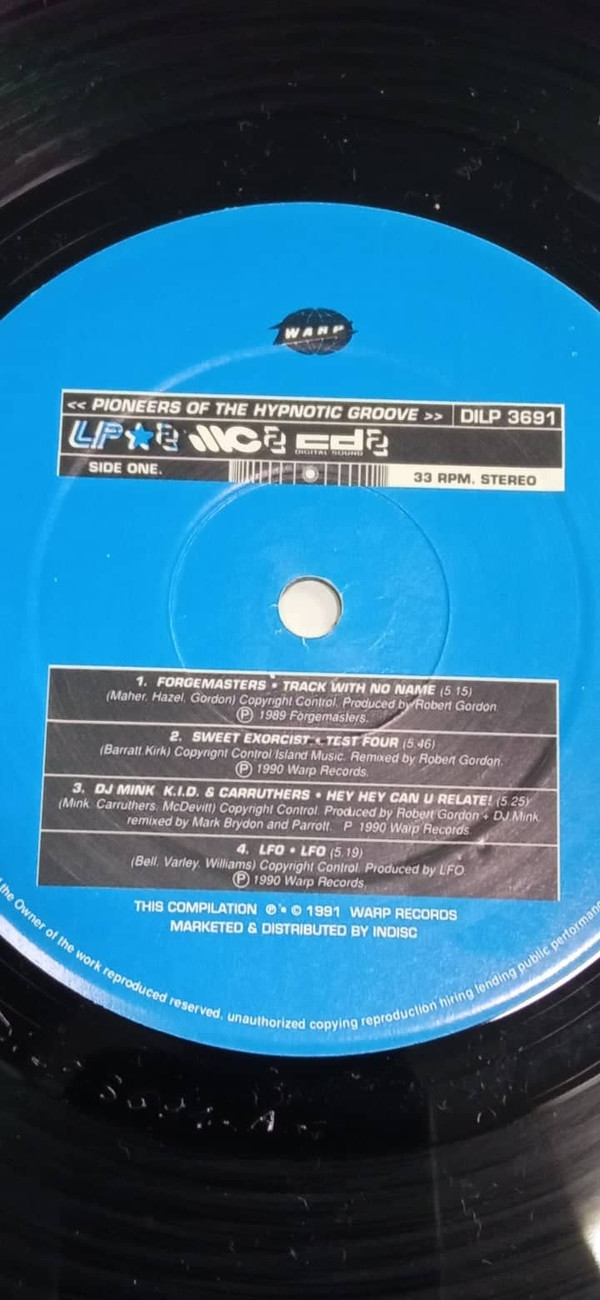 WARP
<< PIONEERS OF THE HYPNOTIC GROOVE >> DILP 3691
LP★2 MC2 cd2
DIGITAL SOUND
SIDE ONE. 33 RPM. STEREO
1. FORGEMASTERS • TRACK WITH NO NAME (5.15)
(Maher, Hazel, Gordon) Copyright Control. Produced by Robert Gordon
Ⓟ 1989 Forgemasters.
2. SWEET EXORCIST • TEST FOUR (5.46)
(Barratt.Kirk) Copyright Control/Island Music. Remixed by Robert Gordon.
Ⓟ 1990 Warp Records.
3. DJ MINK K.I.D. & CARRUTHERS • HEY HEY CAN U RELATE! (5.25)
(Mink. Carruthers. McDevitt) Copyright Control. Produced by Robert Gordon + DJ Mink.
remixed by Mark Brydon and Parrott. P 1990 Warp Records.
4. LFO • LFO (5.19)
(Bell. Varley. Williams) Copyright Control. Produced by LFO.
Ⓟ 1990 Warp Records.
THIS COMPILATION ℗ • © 1991 WARP RECORDS
MARKETED & DISTRIBUTED BY INDISC
the Owner of the work reproduced reserved. unauthorized copying reproduction hiring lending public performance